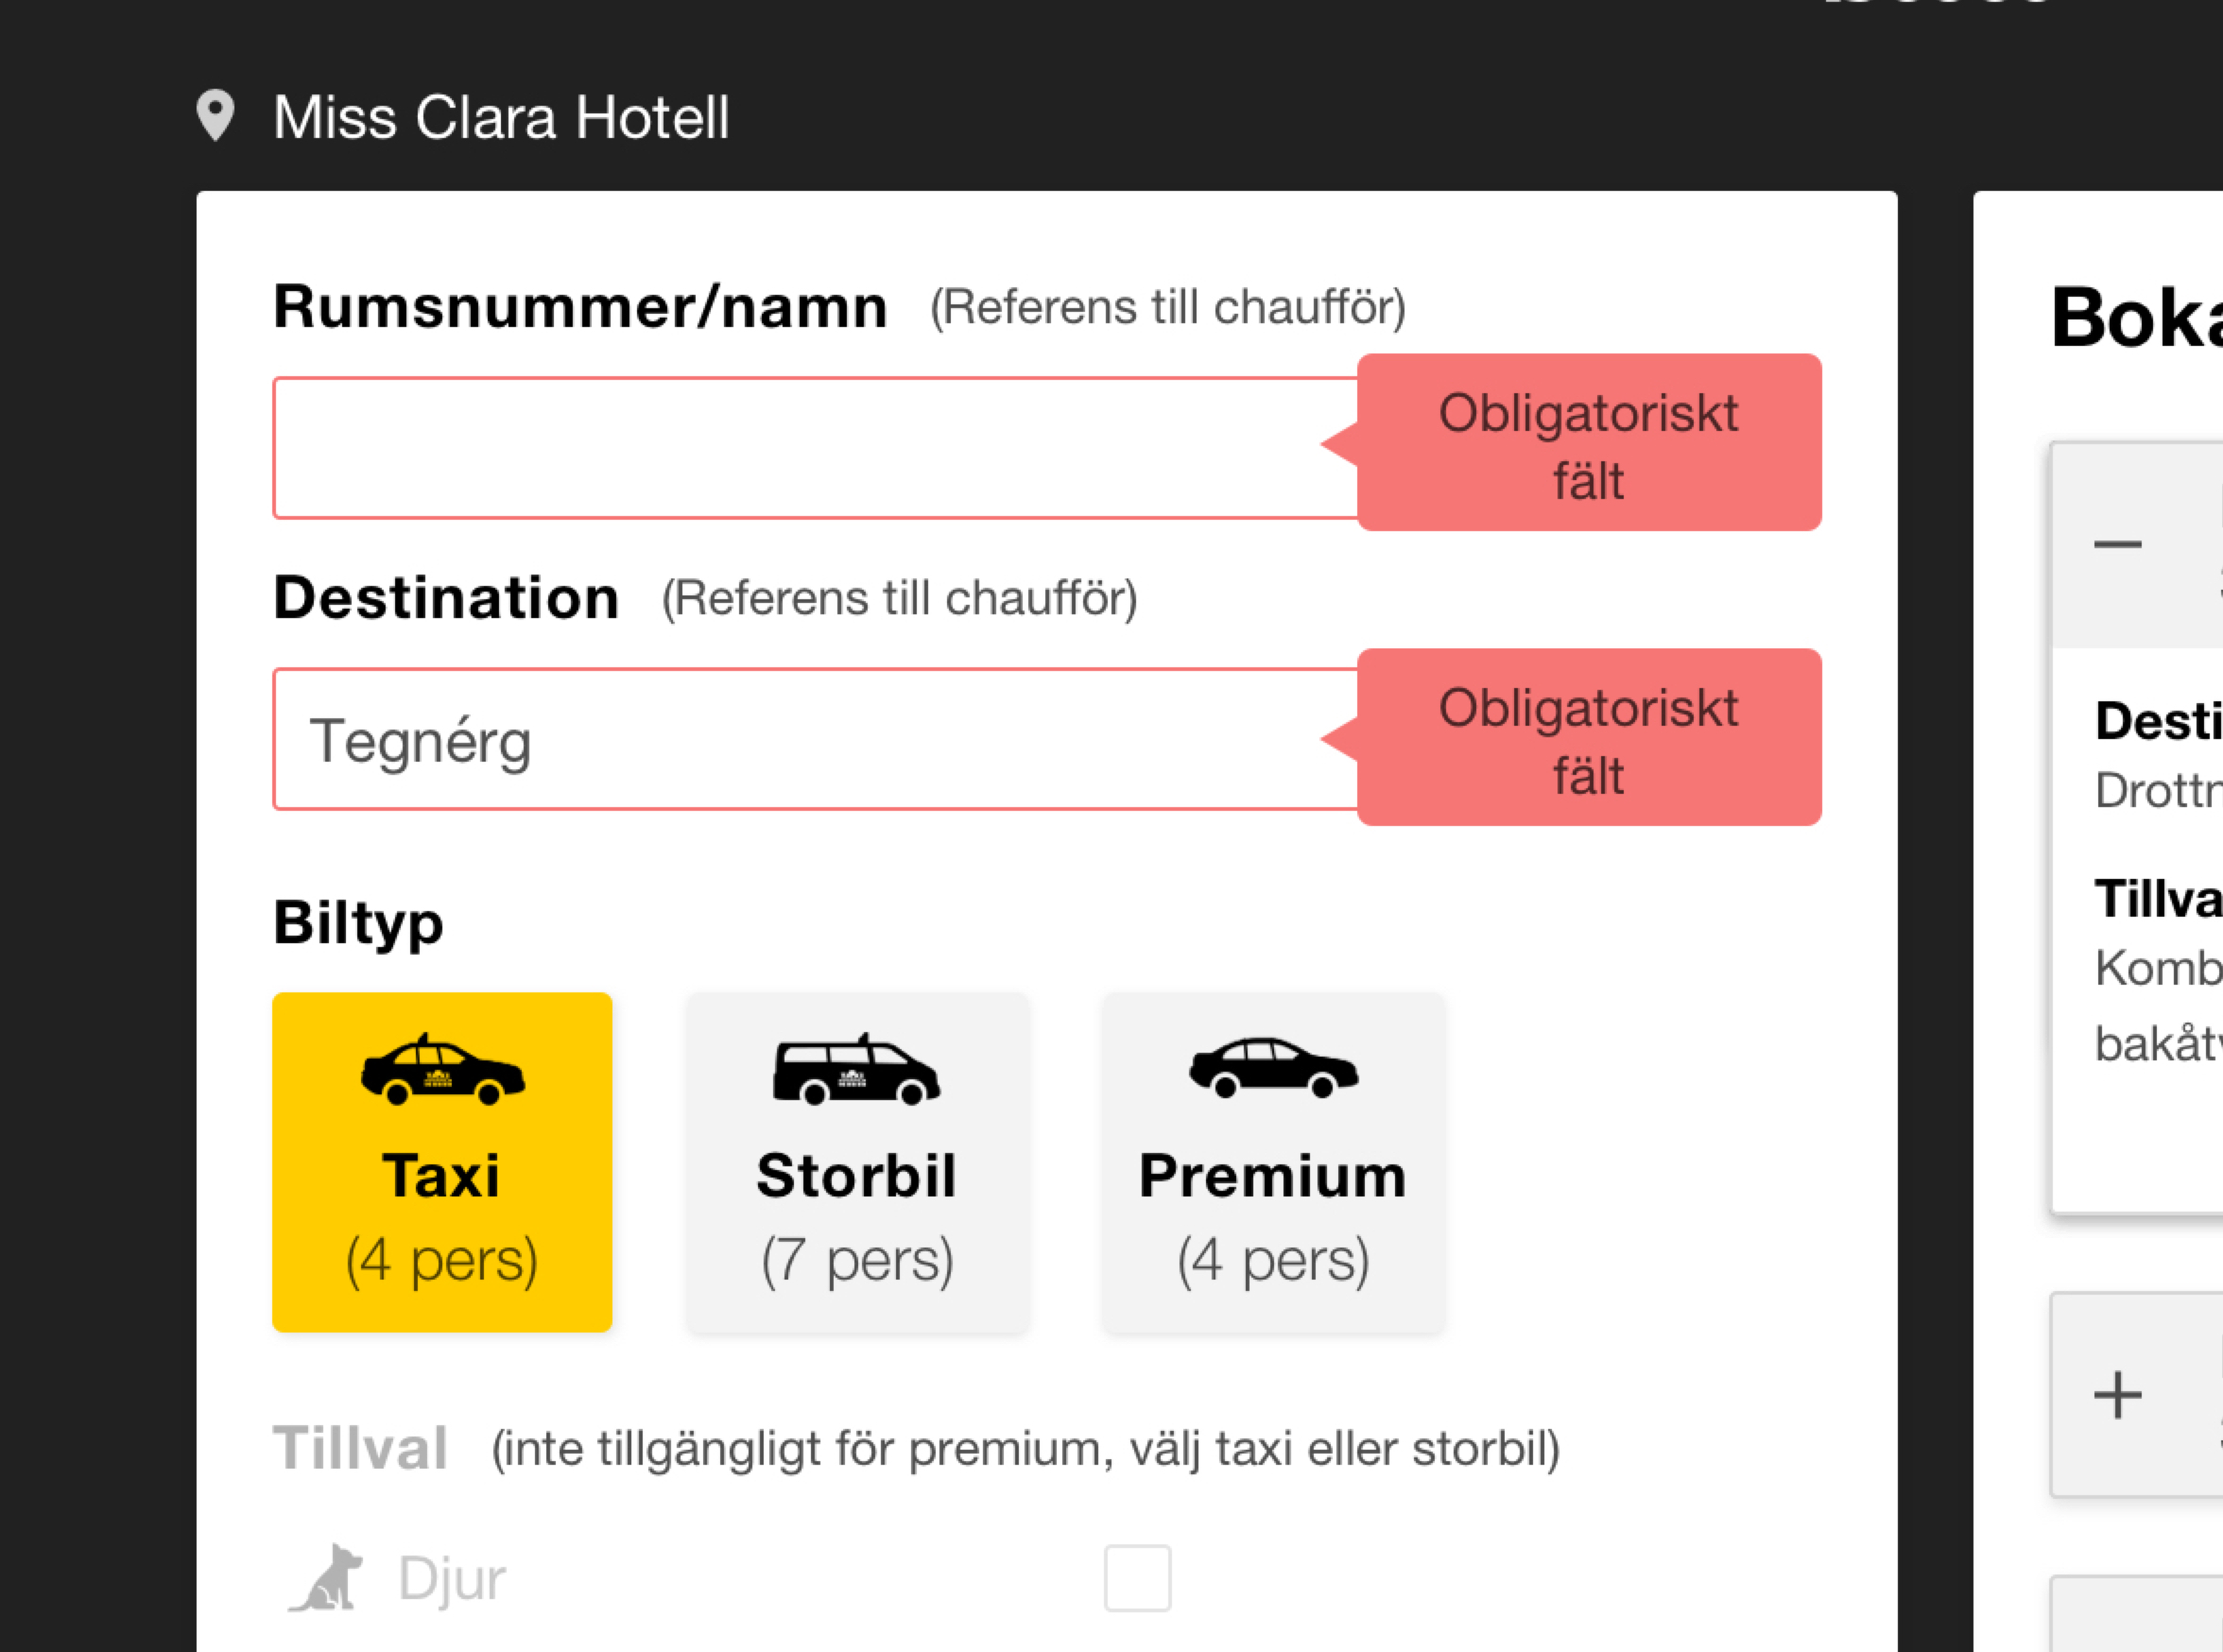 Miss Clara Hotell
Rumsnummer/namn (Referens till chaufför)
Obligatoriskt
fält
Destination (Referens till chaufför)
Tegnérg
Obligatoriskt
fält
Biltyp
Taxi
(4 pers)
Storbil
(7 pers)
Premium
(4 pers)
Tillval (inte tillgängligt för premium, välj taxi eller storbil)
Djur
Boka
Desti
Drottn
Tillva
Komb
bakåtv